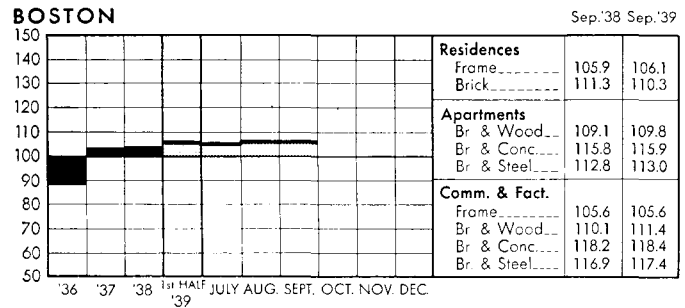 BOSTON
Sep.'38 Sep.'39
150
140
130
120
110
100
90
80
70
60
50
'36 '37 '38 1st HALF '39 JULY AUG. SEPT. OCT. NOV. DEC.
Residences
Frame 105.9 106.1
Brick 111.3 110.3
Apartments
Br & Wood 109.1 109.8
Br & Conc. 115.8 115.9
Br & Steel 112.8 113.0
Comm. & Fact.
Frame 105.6 105.6
Br & Wood 110.1 111.4
Br & Conc. 118.2 118.4
Br. & Steel 116.9 117.4